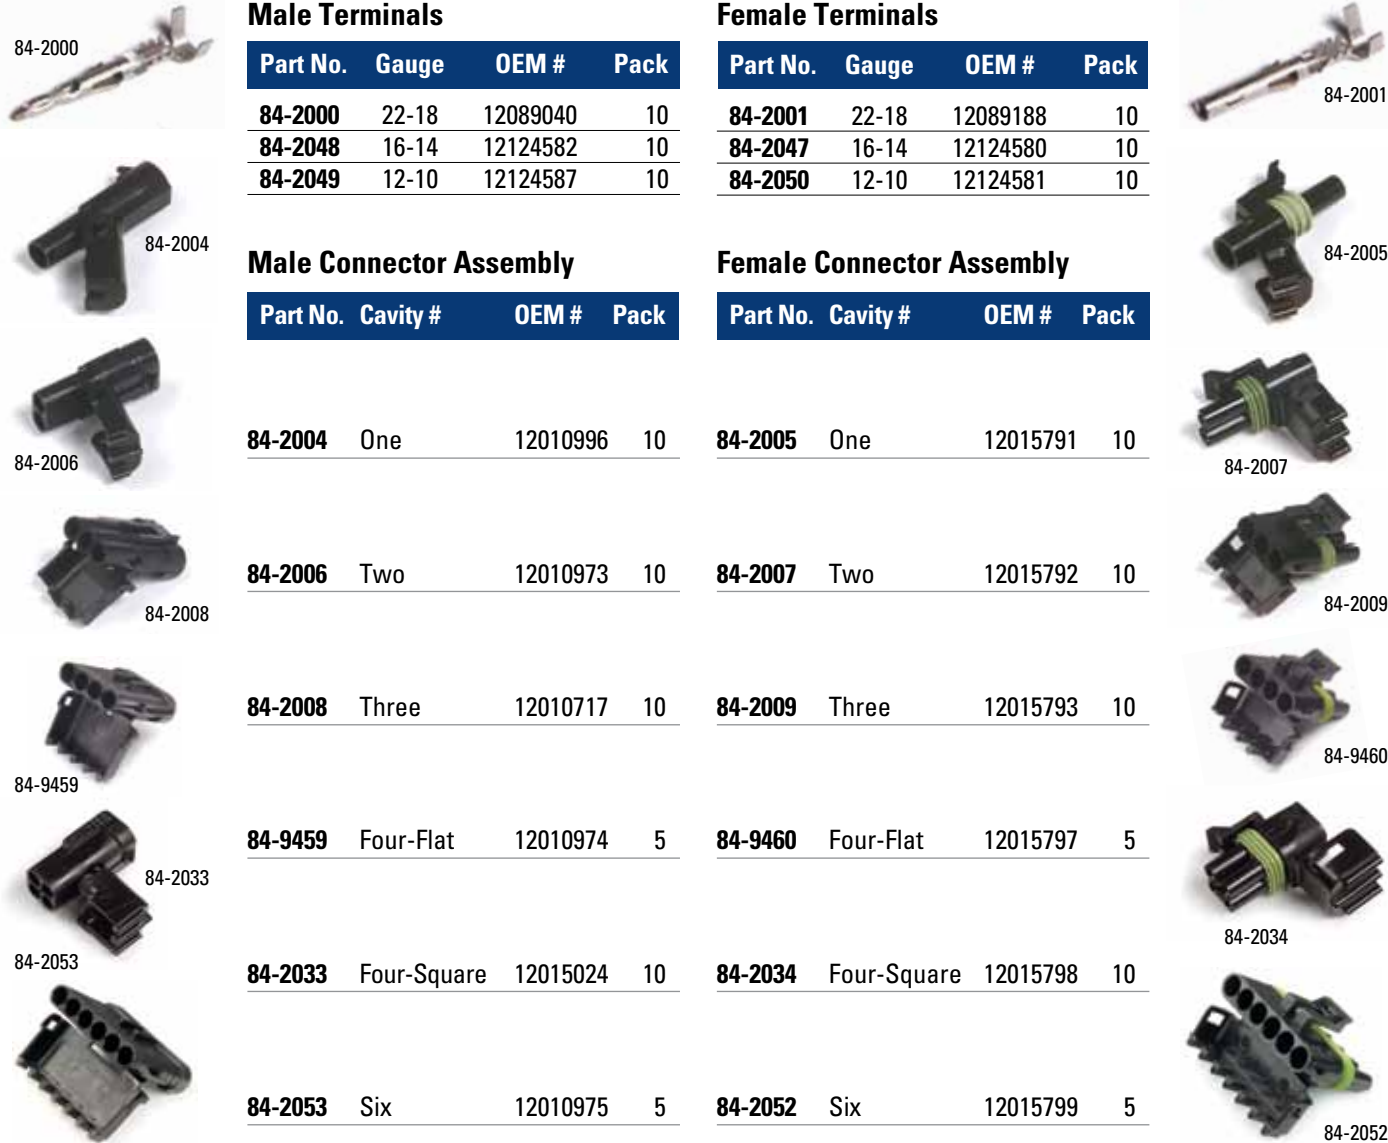 84-2000
84-2004
84-2006
84-2008
84-9459
84-2033
84-2053
Male Terminals
Part No. Gauge OEM # Pack
84-2000 22-18 12089040 10
84-2048 16-14 12124582 10
84-2049 12-10 12124587 10
Male Connector Assembly
Part No. Cavity # OEM # Pack
84-2004 One 12010996 10
84-2006 Two 12010973 10
84-2008 Three 12010717 10
84-9459 Four-Flat 12010974 5
84-2033 Four-Square 12015024 10
84-2053 Six 12010975 5
Female Terminals
Part No. Gauge OEM # Pack
84-2001 22-18 12089188 10
84-2047 16-14 12124580 10
84-2050 12-10 12124581 10
Female Connector Assembly
Part No. Cavity # OEM # Pack
84-2005 One 12015791 10
84-2007 Two 12015792 10
84-2009 Three 12015793 10
84-9460 Four-Flat 12015797 5
84-2034 Four-Square 12015798 10
84-2052 Six 12015799 5
84-2001
84-2005
84-2007
84-2009
84-9460
84-2034
84-2052